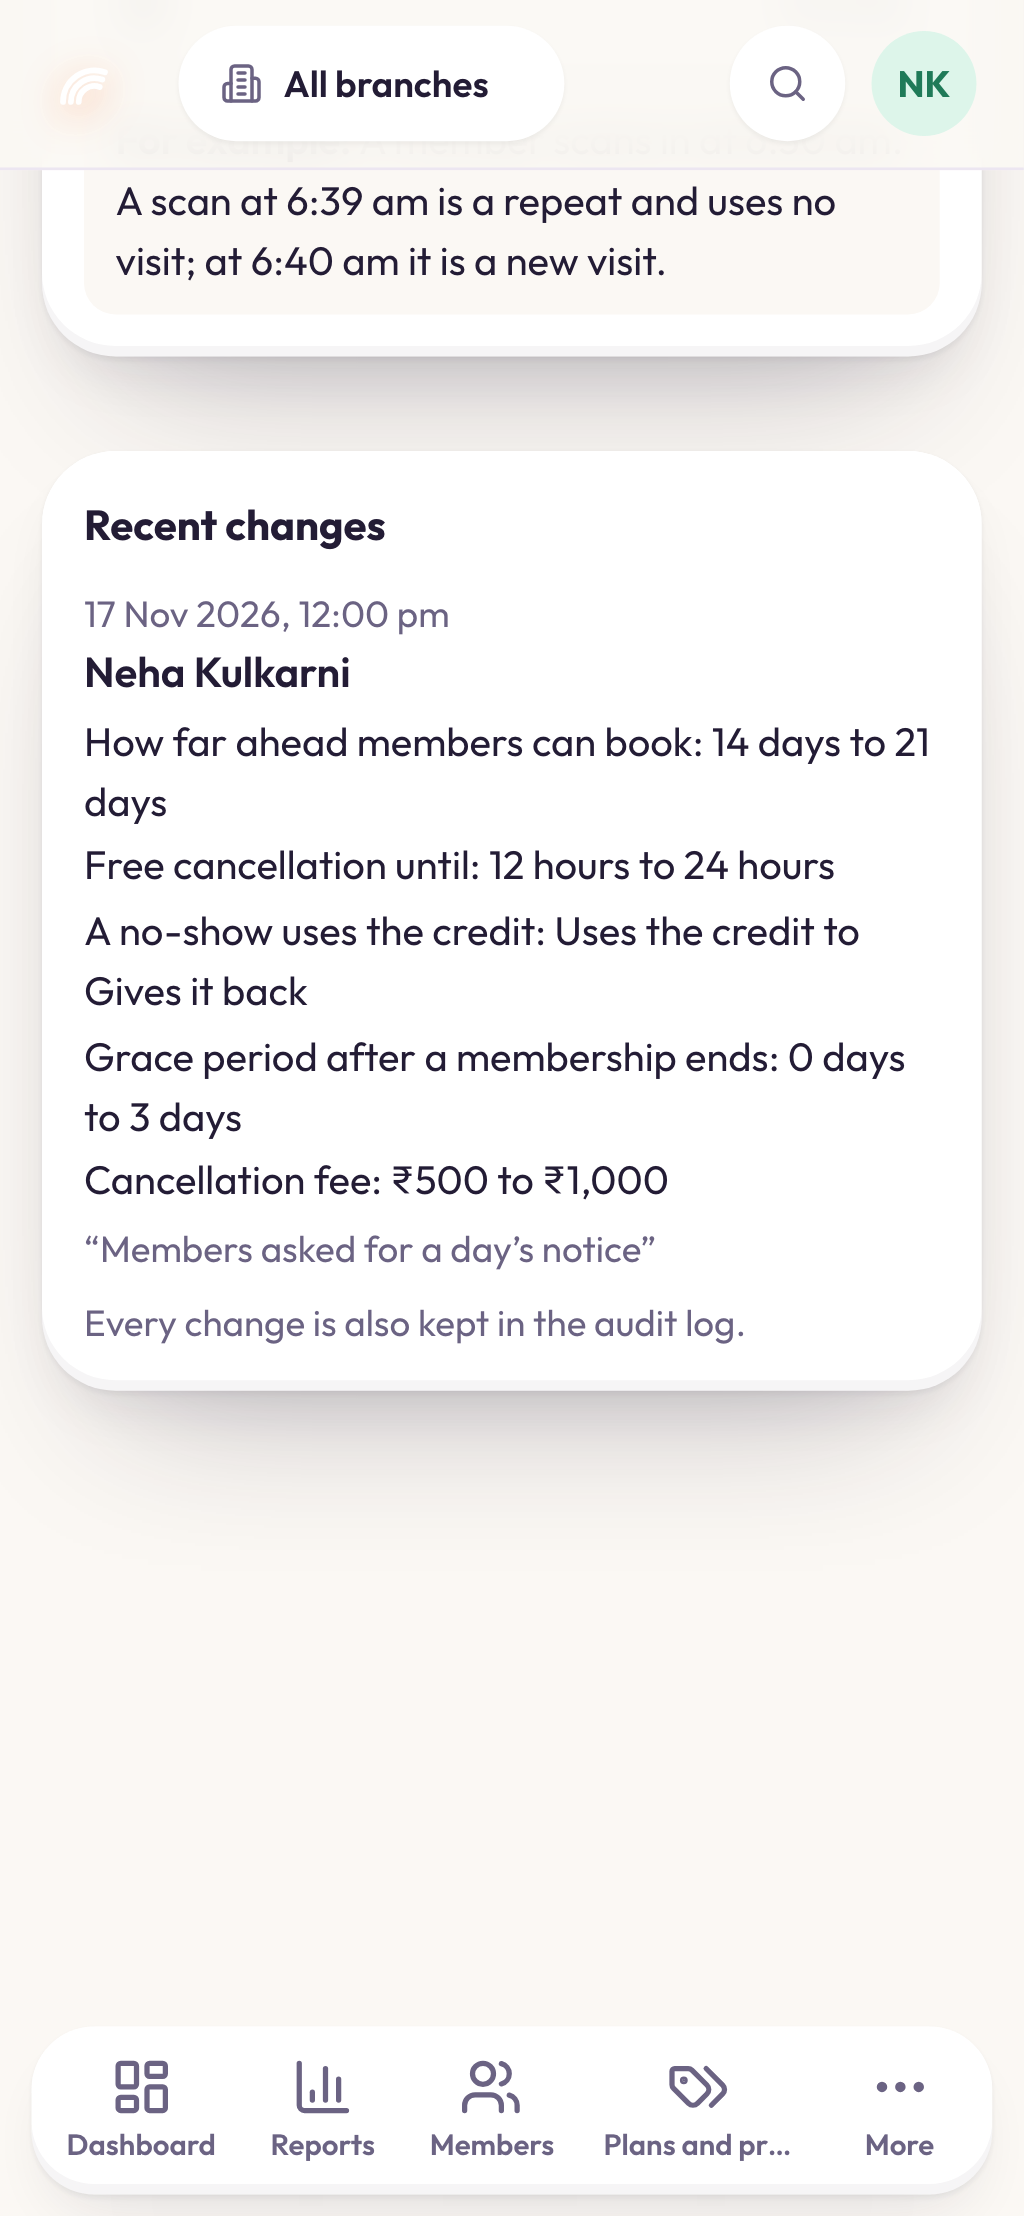 All branches
NK
A scan at 6:39 am is a repeat and uses no
visit; at 6:40 am it is a new visit.
Recent changes
17 Nov 2026, 12:00 pm
Neha Kulkarni
How far ahead members can book: 14 days to 21
days
Free cancellation until: 12 hours to 24 hours
A no-show uses the credit: Uses the credit to
Gives it back
Grace period after a membership ends: 0 days
to 3 days
Cancellation fee: ₹500 to ₹1,000
“Members asked for a day’s notice”
Every change is also kept in the audit log.
Dashboard
Reports
Members
Plans and pr...
More